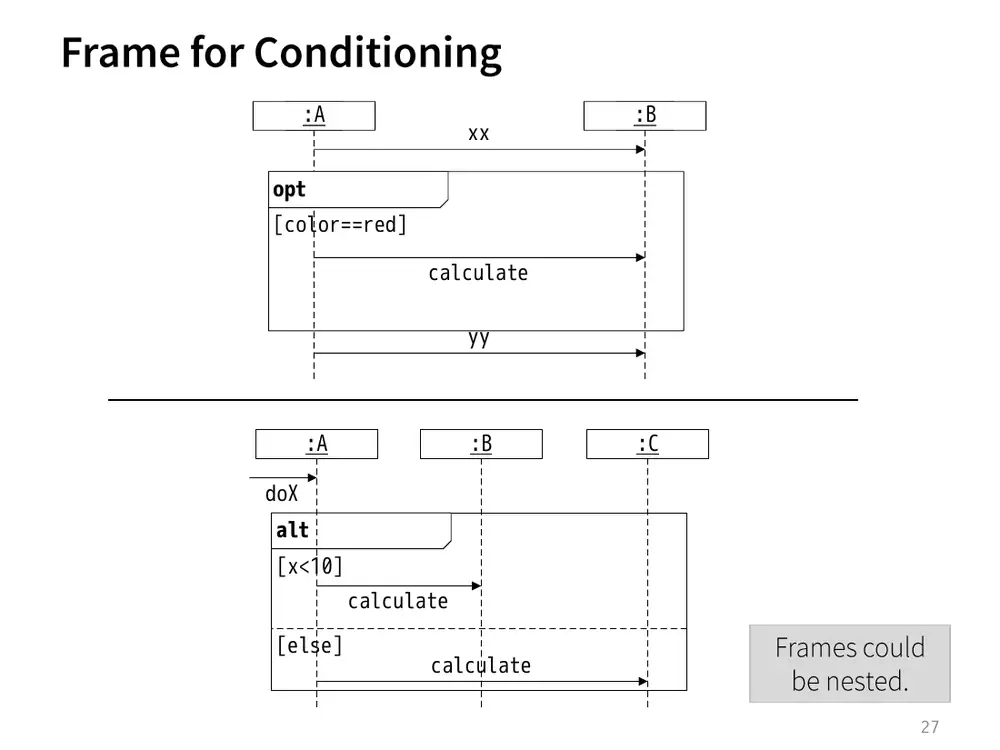 Frame for Conditioning
:A
:B
xx
opt
[color==red]
calculate
yy
:A
:B
:C
doX
alt
[x<10]
calculate
[else]
calculate
Frames could
be nested.
27